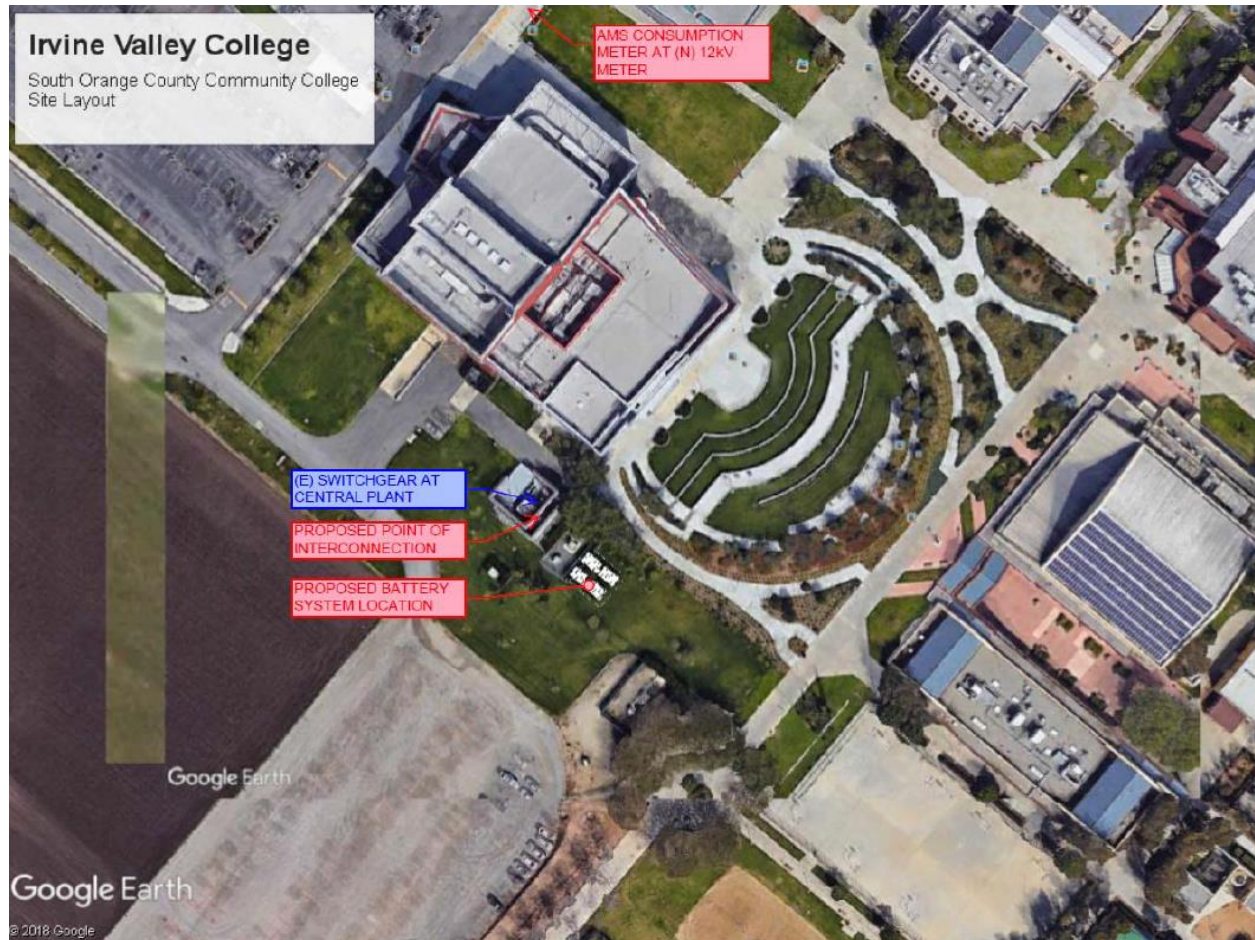 Irvine Valley College
South Orange County Community College
Site Layout
AMS CONSUMPTION
METER AT (N) 12kV
METER
(E) SWITCHGEAR AT
CENTRAL PLANT
PROPOSED POINT OF
INTERCONNECTION
PROPOSED BATTERY
SYSTEM LOCATION
Google Earth
Google Earth
© 2018 Google